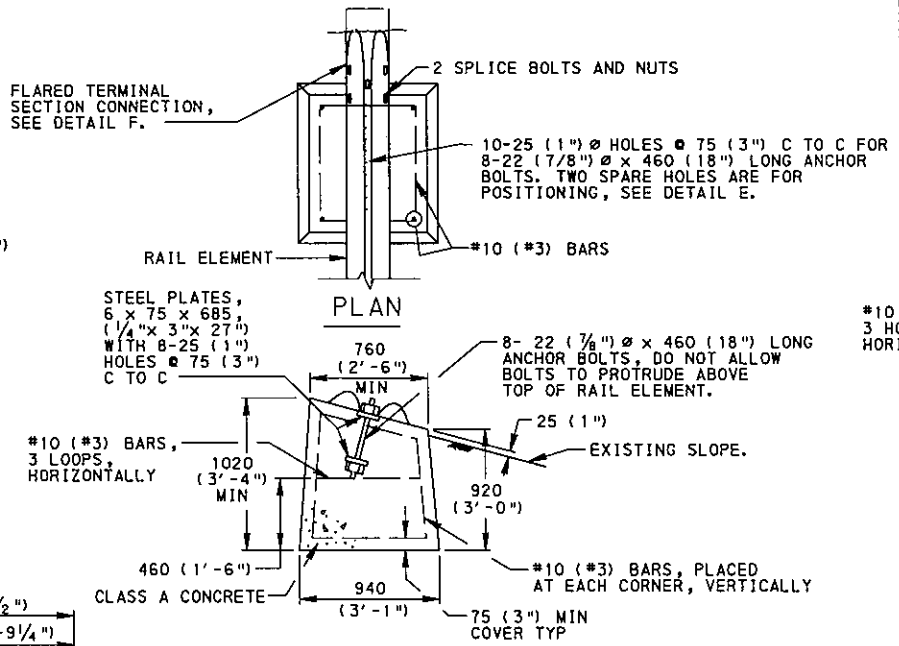 FLARED TERMINAL
SECTION CONNECTION,
SEE DETAIL F.
2 SPLICE BOLTS AND NUTS
10-25 (1") Ø HOLES @ 75 (3") C TO C FOR
8-22 (7/8") Ø x 460 (18") LONG ANCHOR
BOLTS. TWO SPARE HOLES ARE FOR
POSITIONING, SEE DETAIL E.
#10 (#3) BARS
")
RAIL ELEMENT
PLAN
STEEL PLATES,
6 x 75 x 685,
(1/4"x 3"x 27")
WITH 8-25 (1")
HOLES @ 75 (3")
C TO C
760
(2'-6")
MIN
8- 22 (7/8") Ø x 460 (18") LONG
ANCHOR BOLTS, DO NOT ALLOW
BOLTS TO PROTRUDE ABOVE
TOP OF RAIL ELEMENT.
#10
3 HO
HORI
25 (1")
EXISTING SLOPE.
#10 (#3) BARS,
3 LOOPS,
HORIZONTALLY
1020
(3'-4")
MIN
920
(3'-0")
460 (1'-6")
CLASS A CONCRETE
940
(3'-1")
#10 (#3) BARS, PLACED
AT EACH CORNER, VERTICALLY
75 (3") MIN
COVER TYP
/2")
-9 1/4")